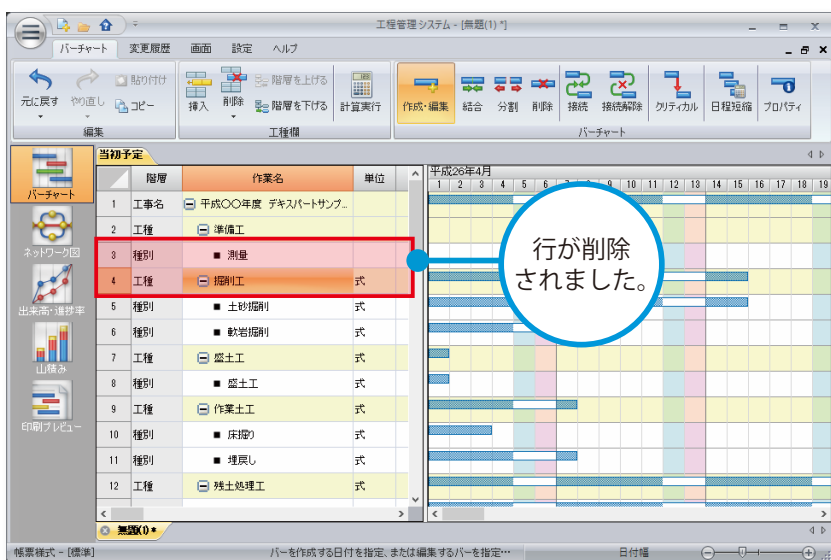 工程管理システム - [無題(1) *]
バーチャート 変更履歴 画面 設定 ヘルプ
元に戻す やり直し 貼り付け コピー
編集
挿入 削除 階層を上げる 階層を下げる 計算実行
工種欄
作成・編集 結合 分割 削除 接続 接続解除 クリティカル 日程短縮 プロパティ
バーチャート
バーチャート
ネットワーク図
出来高・進捗率
山積み
印刷プレビュー
当初予定
階層 作業名 単位
平成26年4月
1 2 3 4 5 6 9 10 11 12 13 14 15 16 17 18 19
1 工事名 平成〇〇年度 デキスパートサンプ...
2 工種 準備工
3 種別 ■ 測量
4 工種 掘削工 式
5 種別 ■ 土砂掘削 式
6 種別 ■ 軟岩掘削 式
7 工種 盛土工 式
8 種別 ■ 盛土工 式
9 工種 作業土工 式
10 種別 ■ 床掘り 式
11 種別 ■ 埋戻し 式
12 工種 残土処理工 式
行が削除
されました。
無題(1) *
帳票様式 - [標準]
バーを作成する日付を指定、または編集するバーを指定…
日付幅